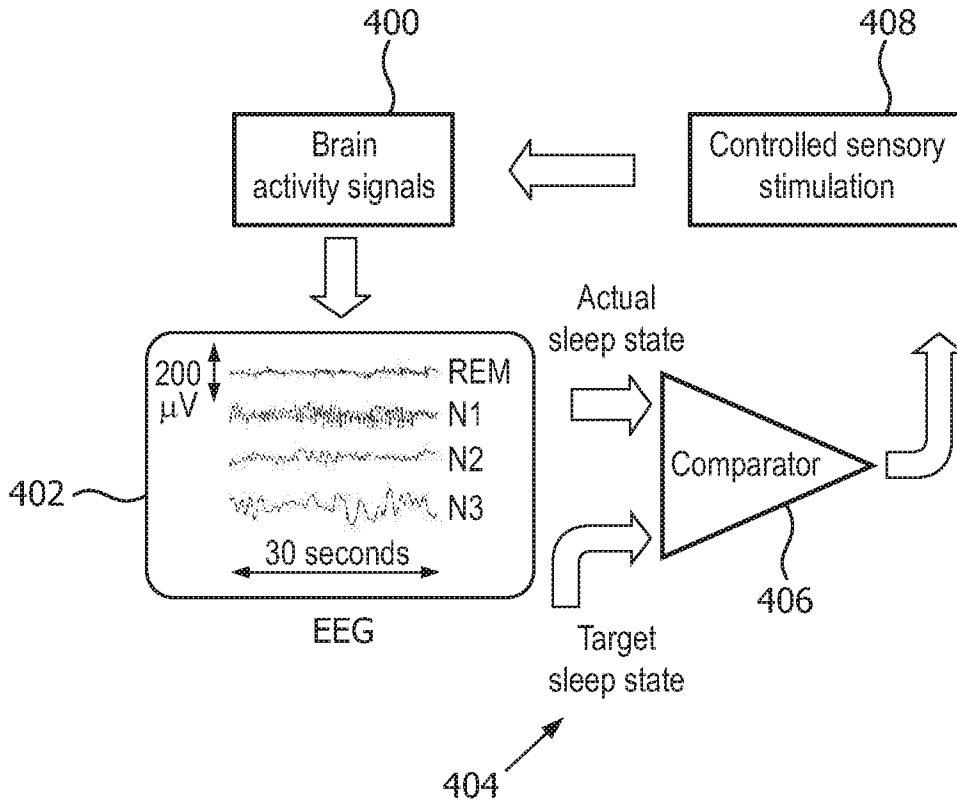 400
408
Brain
activity signals
Controlled sensory
stimulation
Actual
sleep state
200
µV
REM
N1
N2
N3
30 seconds
402
EEG
Comparator
406
Target
sleep state
404